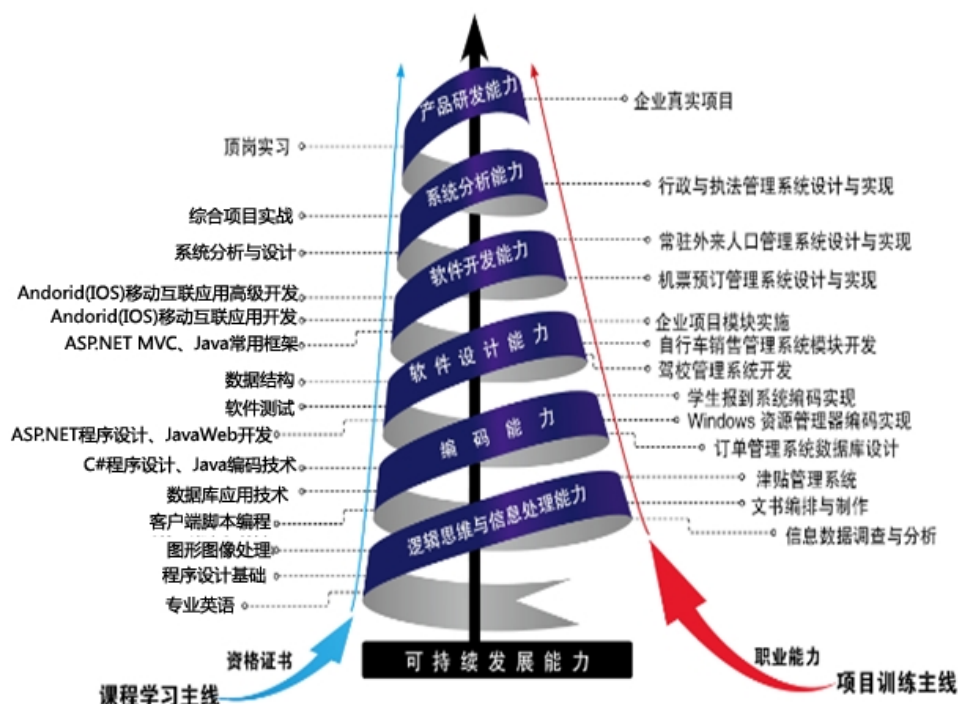 产品研发能力
企业真实项目
顶岗实习
系统分析能力
行政与执法管理系统设计与实现
综合项目实战
系统分析与设计
软件开发能力
常驻外来人口管理系统设计与实现
机票预订管理系统设计与实现
Andorid(IOS)移动互联应用高级开发
Andorid(IOS)移动互联应用开发
ASP.NET MVC、Java常用框架
软件设计能力
企业项目模块实施
自行车销售管理系统模块开发
驾校管理系统开发
数据结构
软件测试
ASP.NET程序设计、JavaWeb开发
编码能力
学生报到系统编码实现
Windows 资源管理器编码实现
订单管理系统数据库设计
C#程序设计、Java编码技术
数据库应用技术
客户端脚本编程
逻辑思维与信息处理能力
津贴管理系统
文书编排与制作
信息数据调查与分析
图形图像处理
程序设计基础
专业英语
资格证书
课程学习主线
可持续发展能力
职业能力
项目训练主线